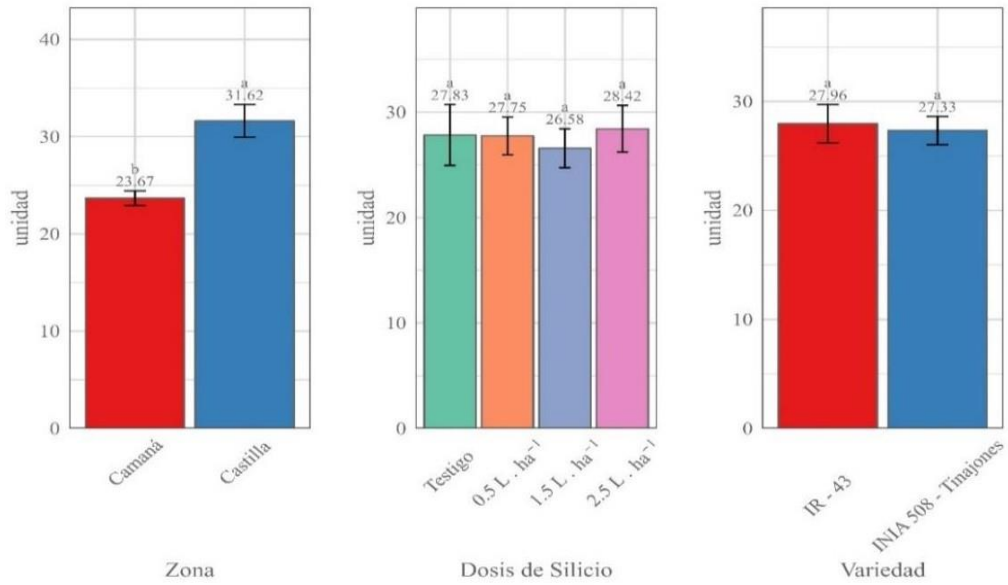 unidad
40
30
20
10
0
b
23.67
a
31.62
Camaná
Castilla
Zona
unidad
30
20
10
0
a
27.83
a
27.75
a
26.58
a
28.42
Testigo
0.5 L . ha⁻¹
1.5 L . ha⁻¹
2.5 L . ha⁻¹
Dosis de Silicio
unidad
30
20
10
0
a
27.96
a
27.33
IR - 43
INIA 508 - Tinajones
Variedad